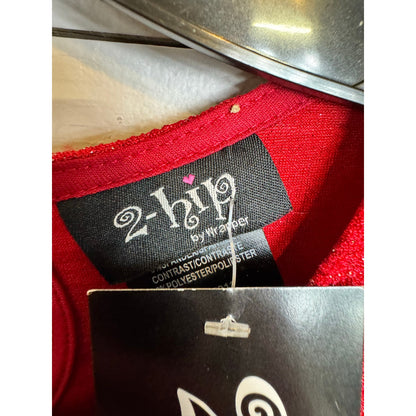 2-hip
by Wrapper
CONTRAST/CONTRASTE
POLYESTER/POLIESTER